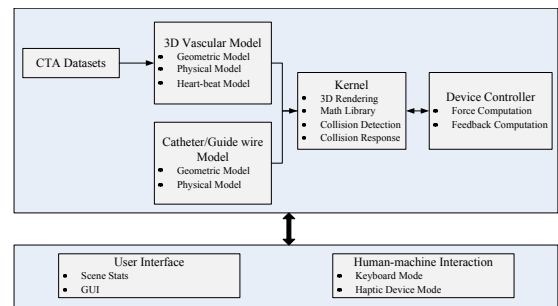 CTA Datasets
3D Vascular Model
• Geometric Model
• Physical Model
• Heart-beat Model
Catheter/Guide wire
Model
• Geometric Model
• Physical Model
Kernel
• 3D Rendering
• Math Library
• Collision Detection
• Collision Response
Device Controller
• Force Computation
• Feedback Computation
User Interface
• Scene Stats
• GUI
Human-machine Interaction
• Keyboard Mode
• Haptic Device Mode